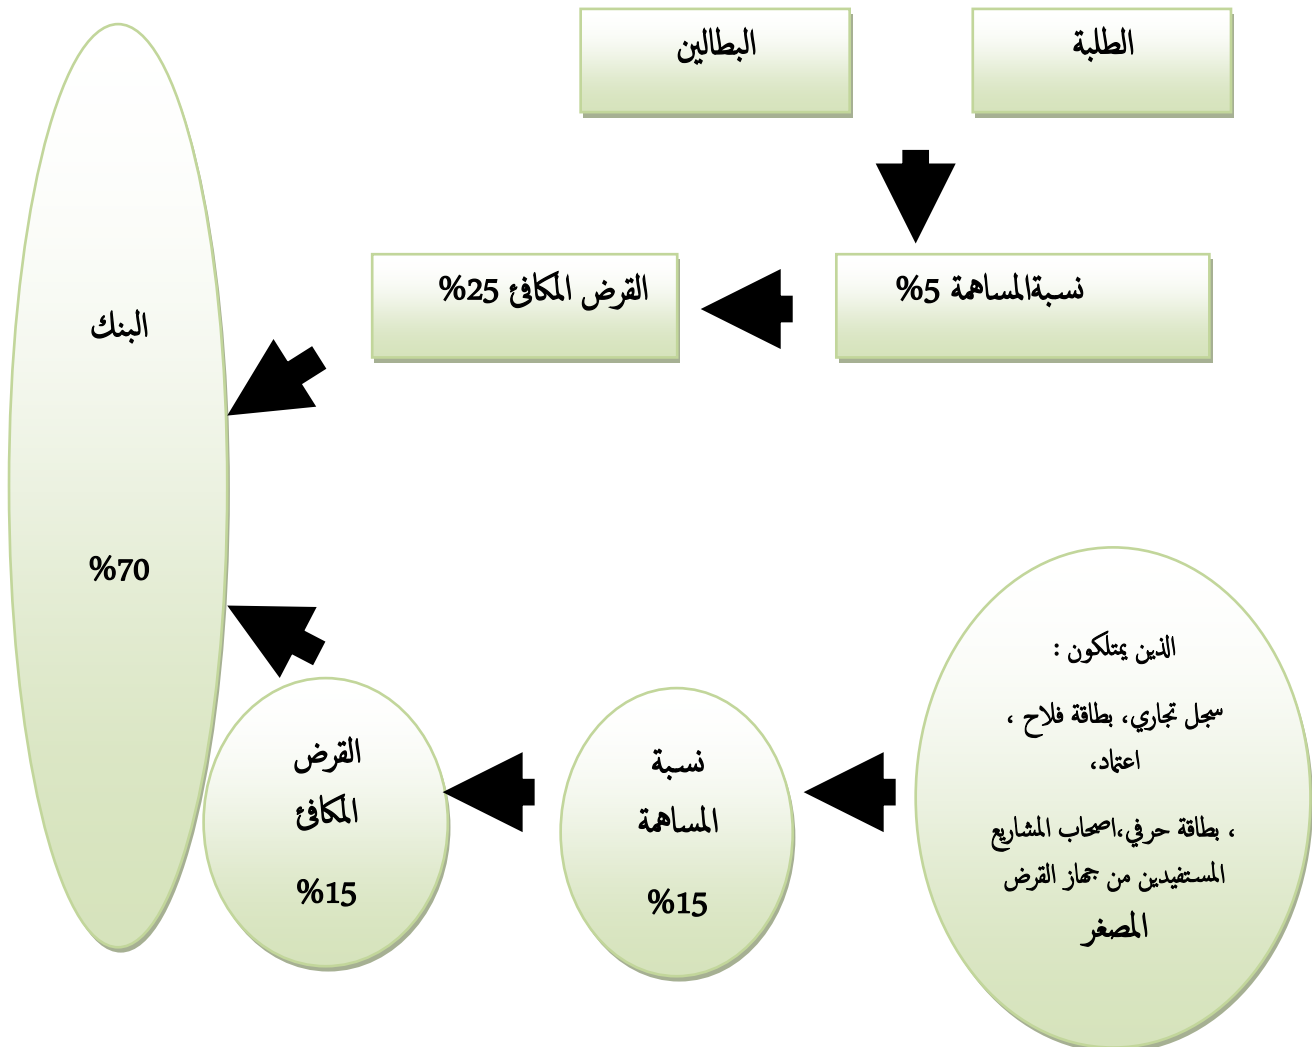 الطلبة
البطالين
نسبةالمساهمة 5%
القرض المكافئ 25%
البنك
70%
الذين يمتلكون :
سجل تجاري، بطاقة فلاح ،
اعتماد،
، بطاقة حرفي،اصحاب المشاريع
المستفيدين من جهاز القرض
المصغر
نسبة
المساهمة
15%
القرض
المكافئ
15%